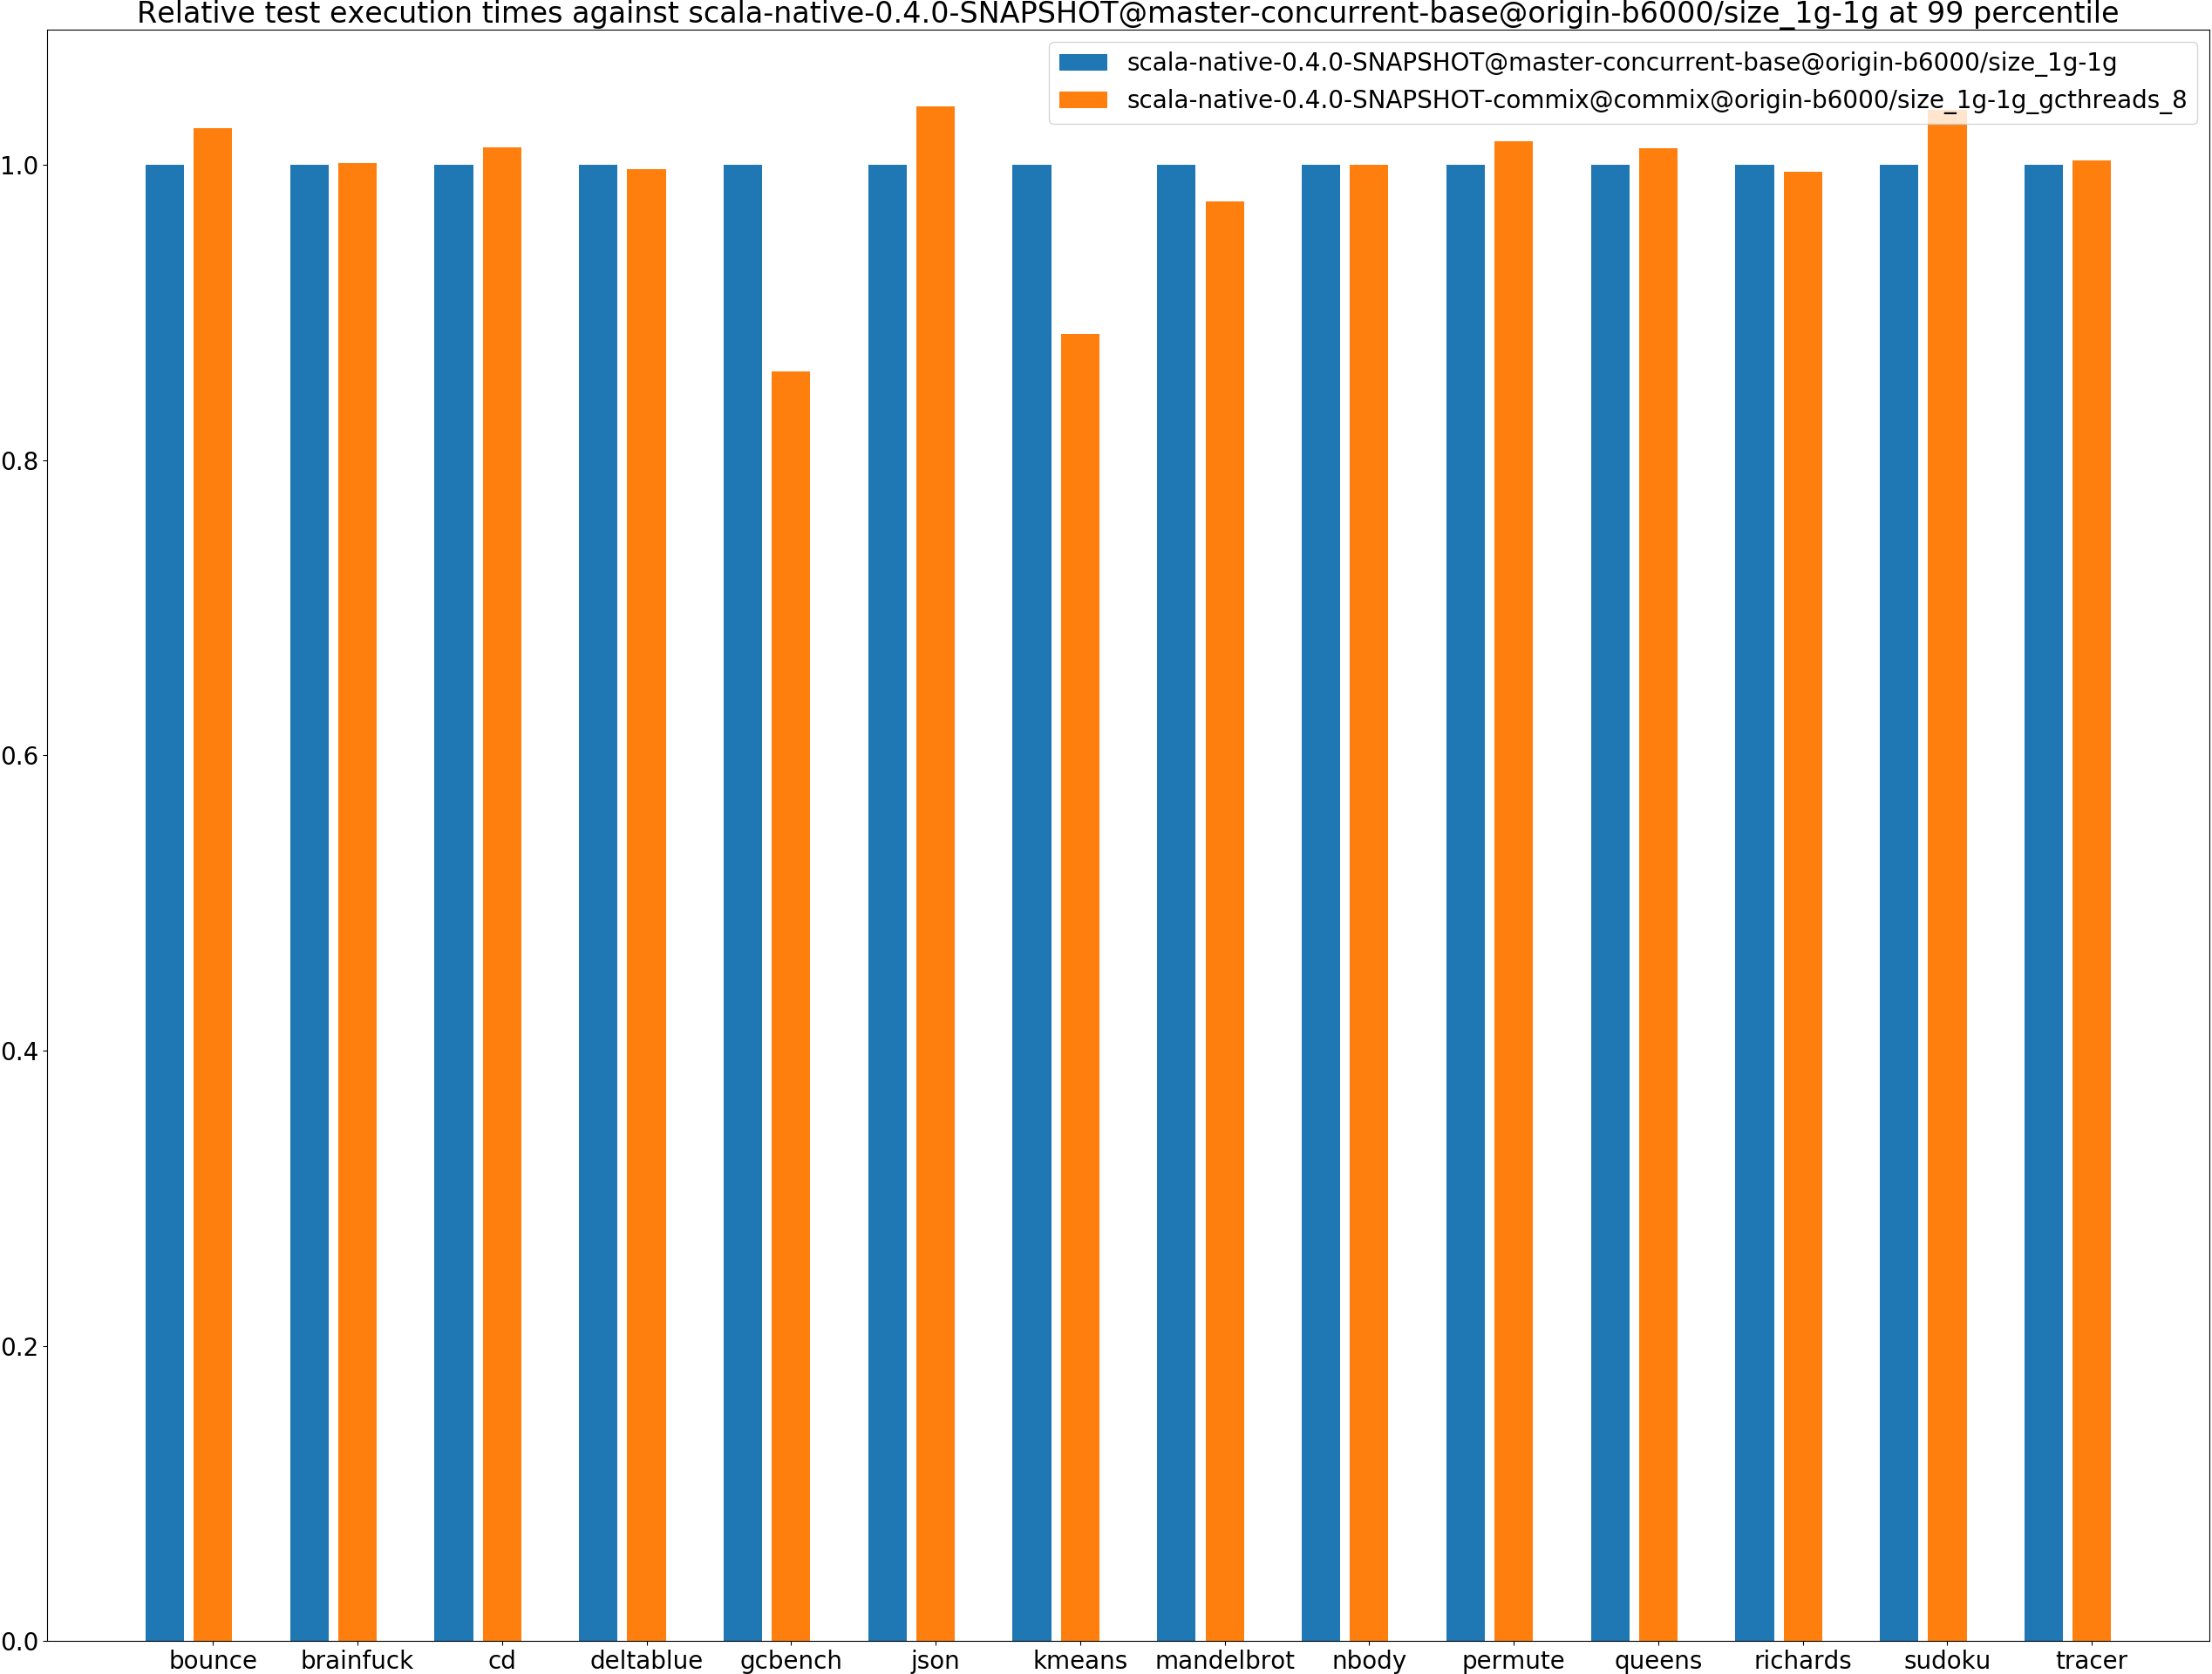 Relative test execution times against scala-native-0.4.0-SNAPSHOT@master-concurrent-base@origin-b6000/size_1g-1g at 99 percentile
scala-native-0.4.0-SNAPSHOT@master-concurrent-base@origin-b6000/size_1g-1g
scala-native-0.4.0-SNAPSHOT-commix@commix@origin-b6000/size_1g-1g_gcthreads_8
1.0
0.8
0.6
0.4
0.2
0.0
bounce brainfuck cd deltablue gcbench json kmeans mandelbrot nbody permute queens richards sudoku tracer